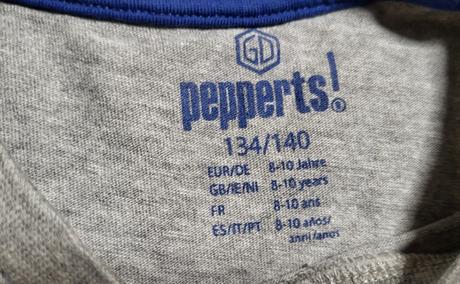 GD
pepperts!®
134/140
EUR/DE 8-10 Jahre
GB/IE/NI 8-10 years
FR 8-10 ans
ES/IT/PT 8-10 años/
anni/anos